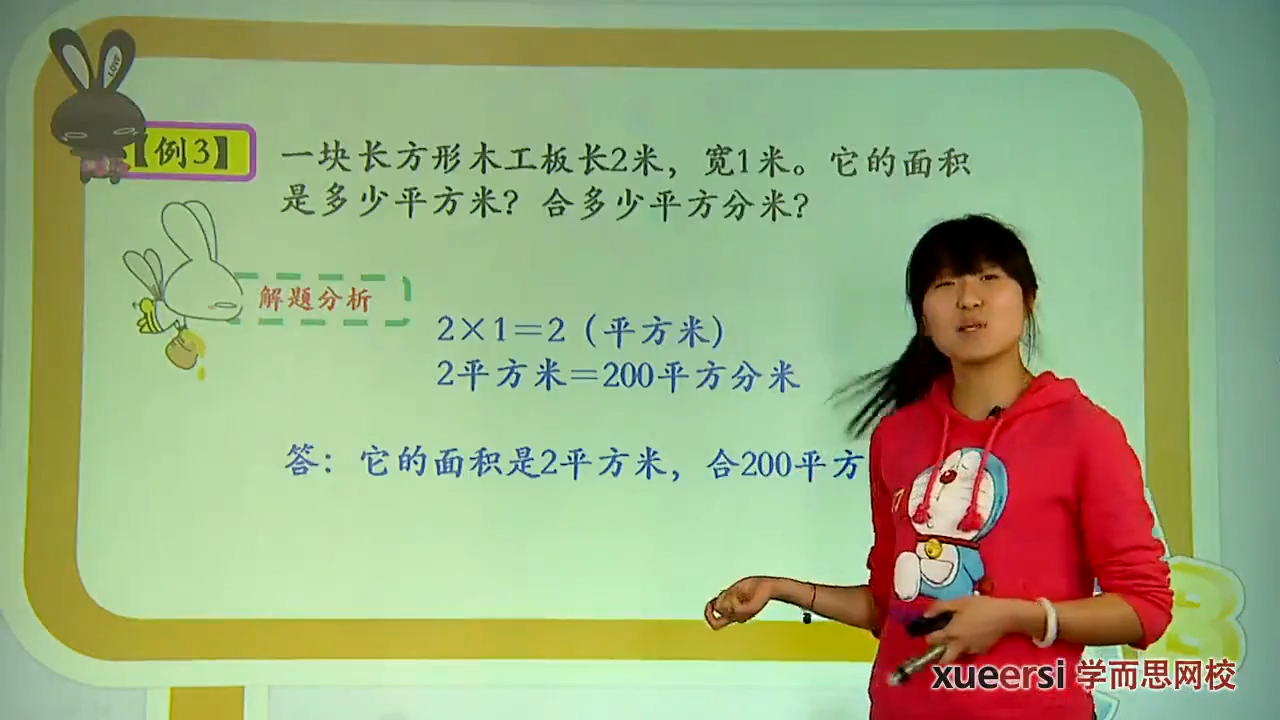 【例3】
一块长方形木工板长2米，宽1米。它的面积
是多少平方米？合多少平方分米？
解题分析
2×1＝2（平方米）
2平方米＝200平方分米
答：它的面积是2平方米，合200平方
xueersi 学而思网校
LOVE